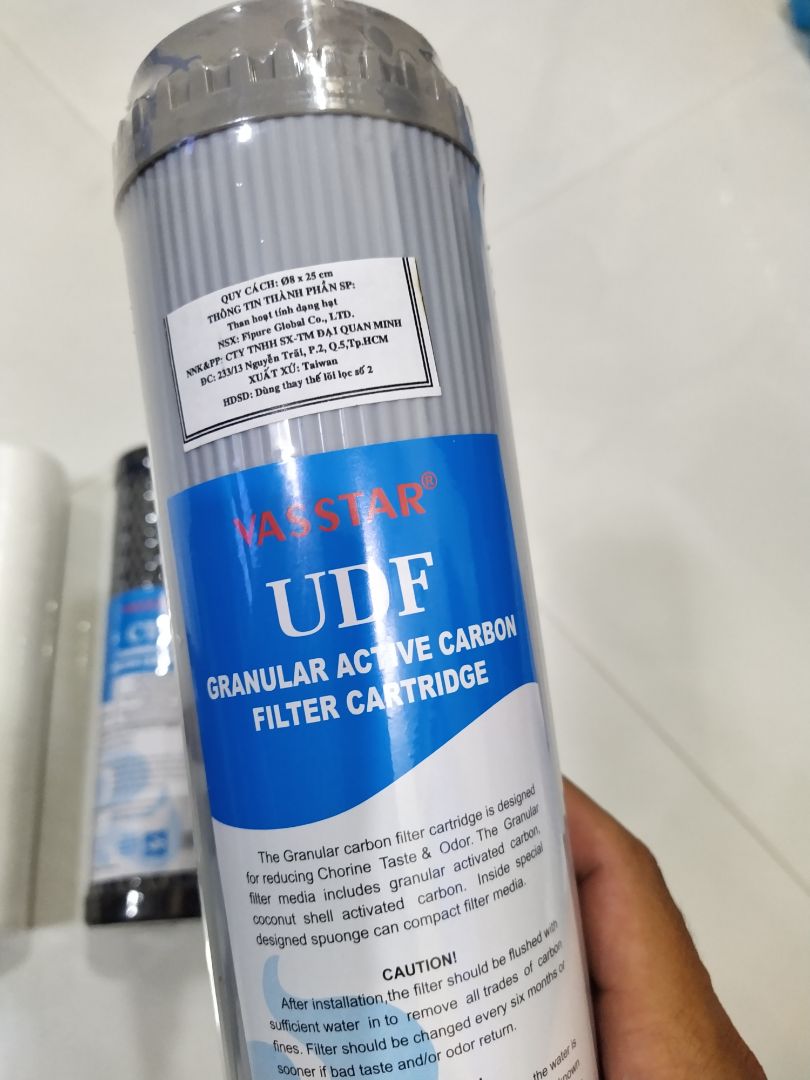 QUY CÁCH: Ø8 x 25 cm
THÔNG TIN THÀNH PHẦN SP:
Than hoạt tính dạng hạt
NSX: Fipure Global Co., LTD.
NNK&PP: CTY TNHH SX-TM ĐẠI QUAN MINH
ĐC: 233/13 Nguyễn Trãi, P.2, Q.5,Tp.HCM
XUẤT XỨ: Taiwan
HDSD: Dùng thay thế lõi lọc số 2
VASSTAR®
UDF
GRANULAR ACTIVE CARBON
FILTER CARTRIDGE
The Granular carbon filter cartridge is designed
for reducing Chorine Taste & Odor. The Granular
filter media includes granular activated carbon,
coconut shell activated carbon. Inside special
designed spuonge can compact filter media.
CAUTION!
After installation,the filter should be flushed with
sufficient water in to remove all trades of carbon
fines. Filter should be changed every six months or
sooner if bad taste and/or odor return.
the water is